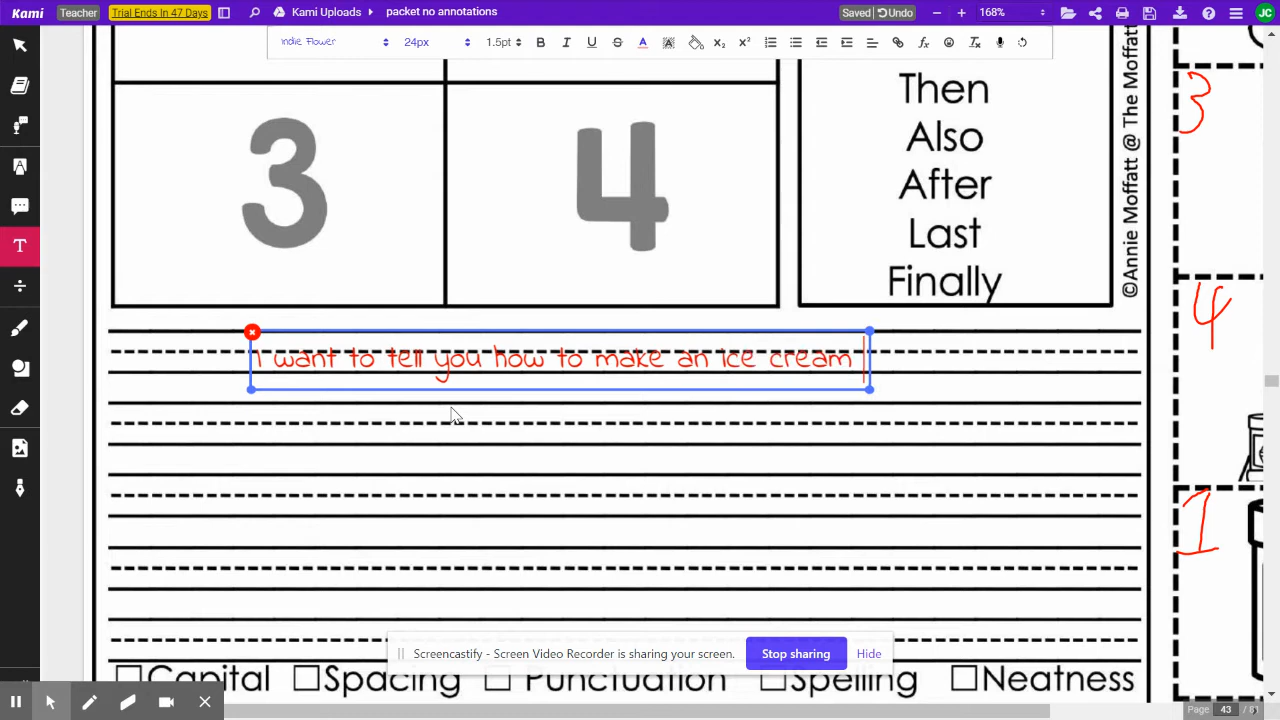 Kami Teacher Trial Ends In 47 Days Kami Uploads packet no annotations Saved Undo 168% JC
Indie Flower 24px 1.5pt
3 4
Then
Also
After
Last
Finally
©Annie Moffatt @ The Moffatt
3
4
1
I want to tell you how to make an ice cream
Screencastify - Screen Video Recorder is sharing your screen. Stop sharing Hide
Capital Spacing Punctuation Spelling Neatness
Page 43 / 81